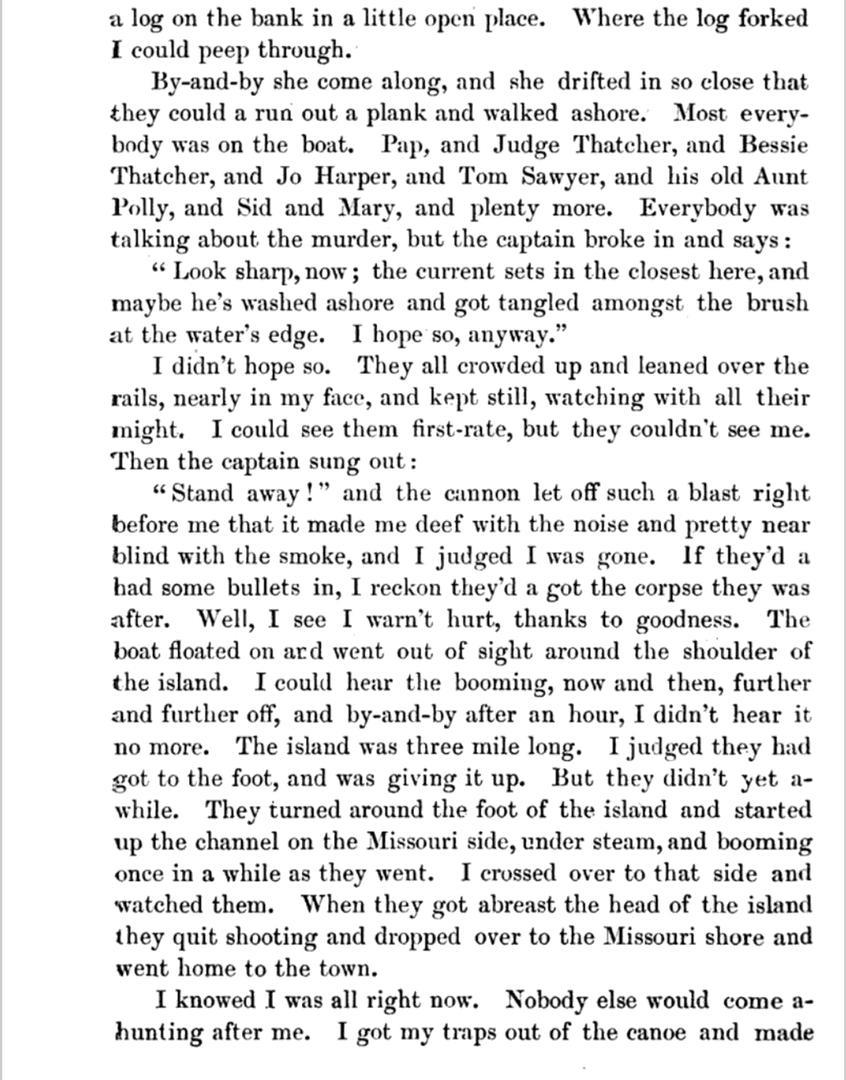 a log on the bank in a little open place. Where the log forked
I could peep through.
By-and-by she come along, and she drifted in so close that
they could a run out a plank and walked ashore. Most every-
body was on the boat. Pap, and Judge Thatcher, and Bessie
Thatcher, and Jo Harper, and Tom Sawyer, and his old Aunt
Polly, and Sid and Mary, and plenty more. Everybody was
talking about the murder, but the captain broke in and says:
“Look sharp, now; the current sets in the closest here, and
maybe he's washed ashore and got tangled amongst the brush
at the water's edge. I hope so, anyway.”
I didn't hope so. They all crowded up and leaned over the
rails, nearly in my face, and kept still, watching with all their
might. I could see them first-rate, but they couldn't see me.
Then the captain sung out:
“Stand away!” and the cannon let off such a blast right
before me that it made me deef with the noise and pretty near
blind with the smoke, and I judged I was gone. If they'd a
had some bullets in, I reckon they'd a got the corpse they was
after. Well, I see I warn't hurt, thanks to goodness. The
boat floated on and went out of sight around the shoulder of
the island. I could hear the booming, now and then, further
and further off, and by-and-by after an hour, I didn't hear it
no more. The island was three mile long. I judged they had
got to the foot, and was giving it up. But they didn't yet a-
while. They turned around the foot of the island and started
up the channel on the Missouri side, under steam, and booming
once in a while as they went. I crossed over to that side and
watched them. When they got abreast the head of the island
they quit shooting and dropped over to the Missouri shore and
went home to the town.
I knowed I was all right now. Nobody else would come a-
hunting after me. I got my traps out of the canoe and made